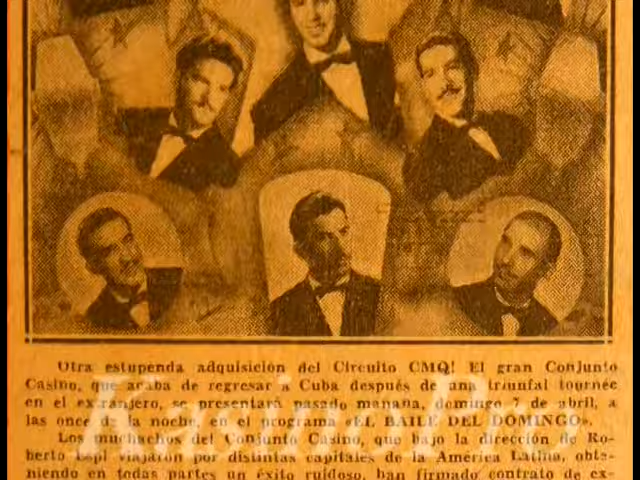 Otra estupenda adquisición del Circuito CMQ! El gran Conjunto
Casino, que acaba de regresar a Cuba después de una triunfal tournée
en el extranjero, se presentará pasado mañana, domingo 7 de abril, a
las once de la noche, en el programa «EL BAILE DEL DOMINGO».
Los muchachos del Conjunto Casino, que bajo la dirección de Ro-
berto Espí viajaron por distintas capitales de la América Latina, obte-
niendo en todas partes un éxito ruidoso, han firmado contrato de ex-